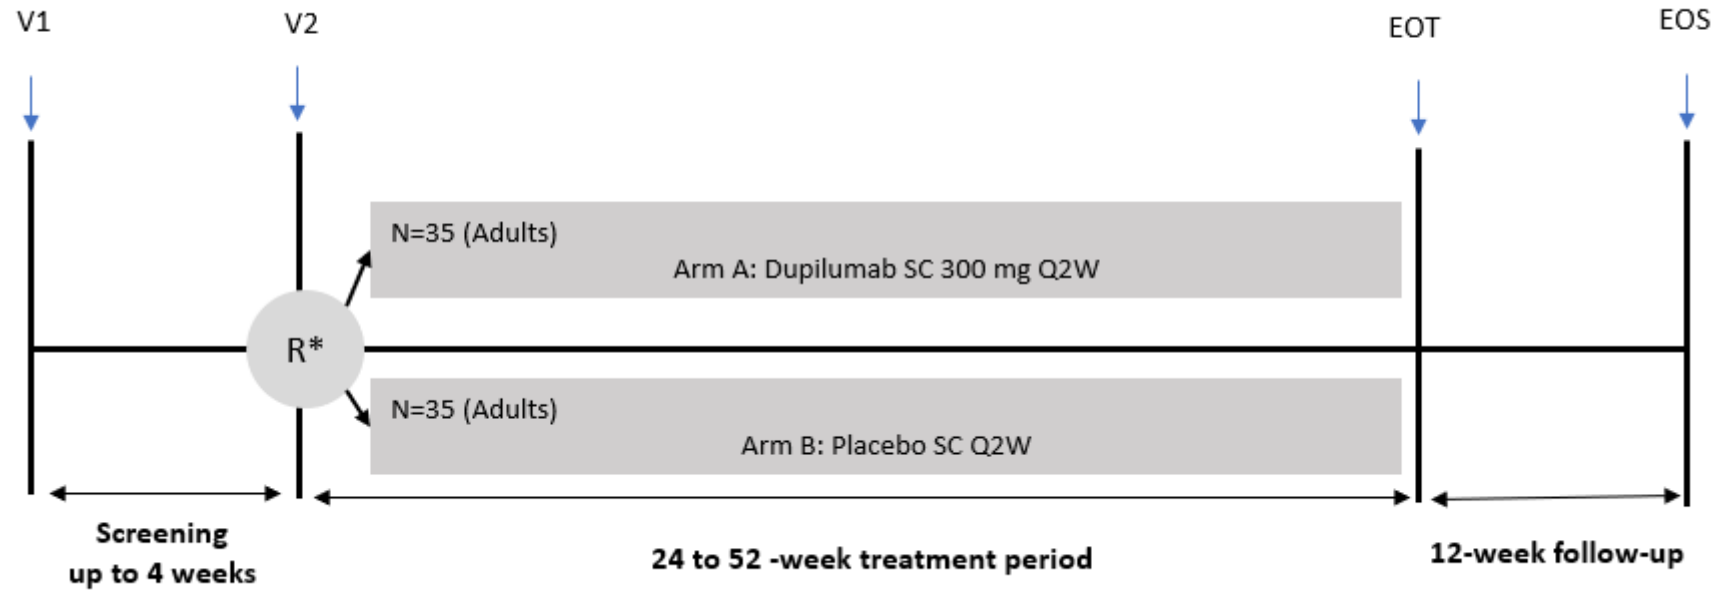 V1
V2
EOT
EOS
N=35 (Adults)
Arm A: Dupilumab SC 300 mg Q2W
R*
N=35 (Adults)
Arm B: Placebo SC Q2W
Screening
up to 4 weeks
24 to 52 -week treatment period
12-week follow-up